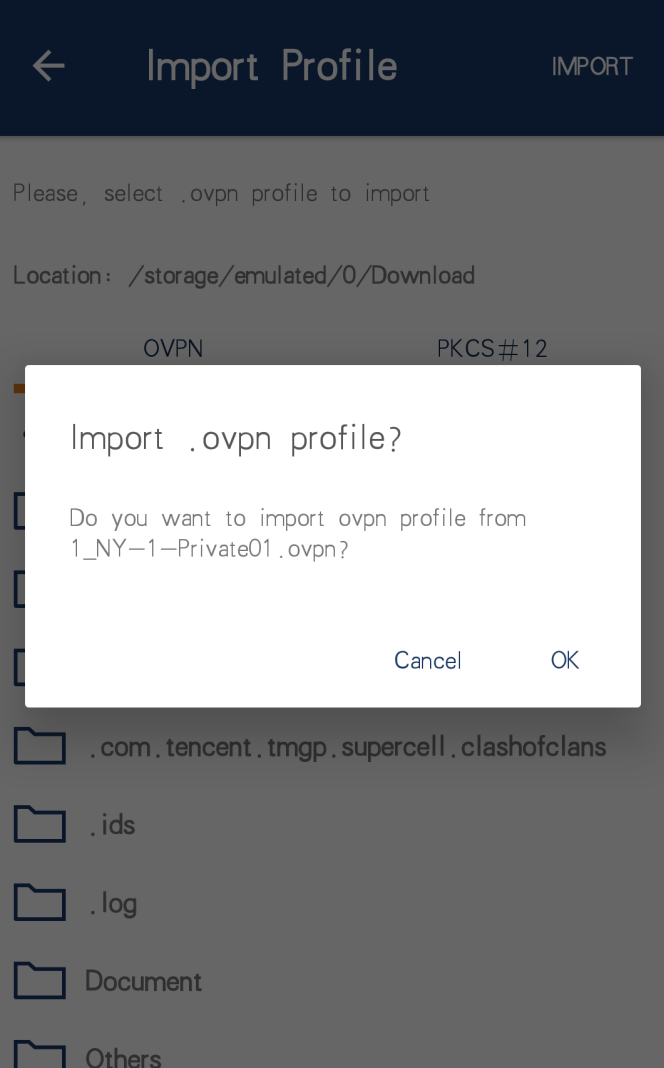 Import Profile
IMPORT
Please, select .ovpn profile to import
Location: /storage/emulated/0/Download
OVPN
PKCS#12
Import .ovpn profile?
Do you want to import ovpn profile from
1_NY-1-Private01.ovpn?
Cancel
OK
.com.tencent.tmgp.supercell.clashofclans
.ids
.log
Document
Others